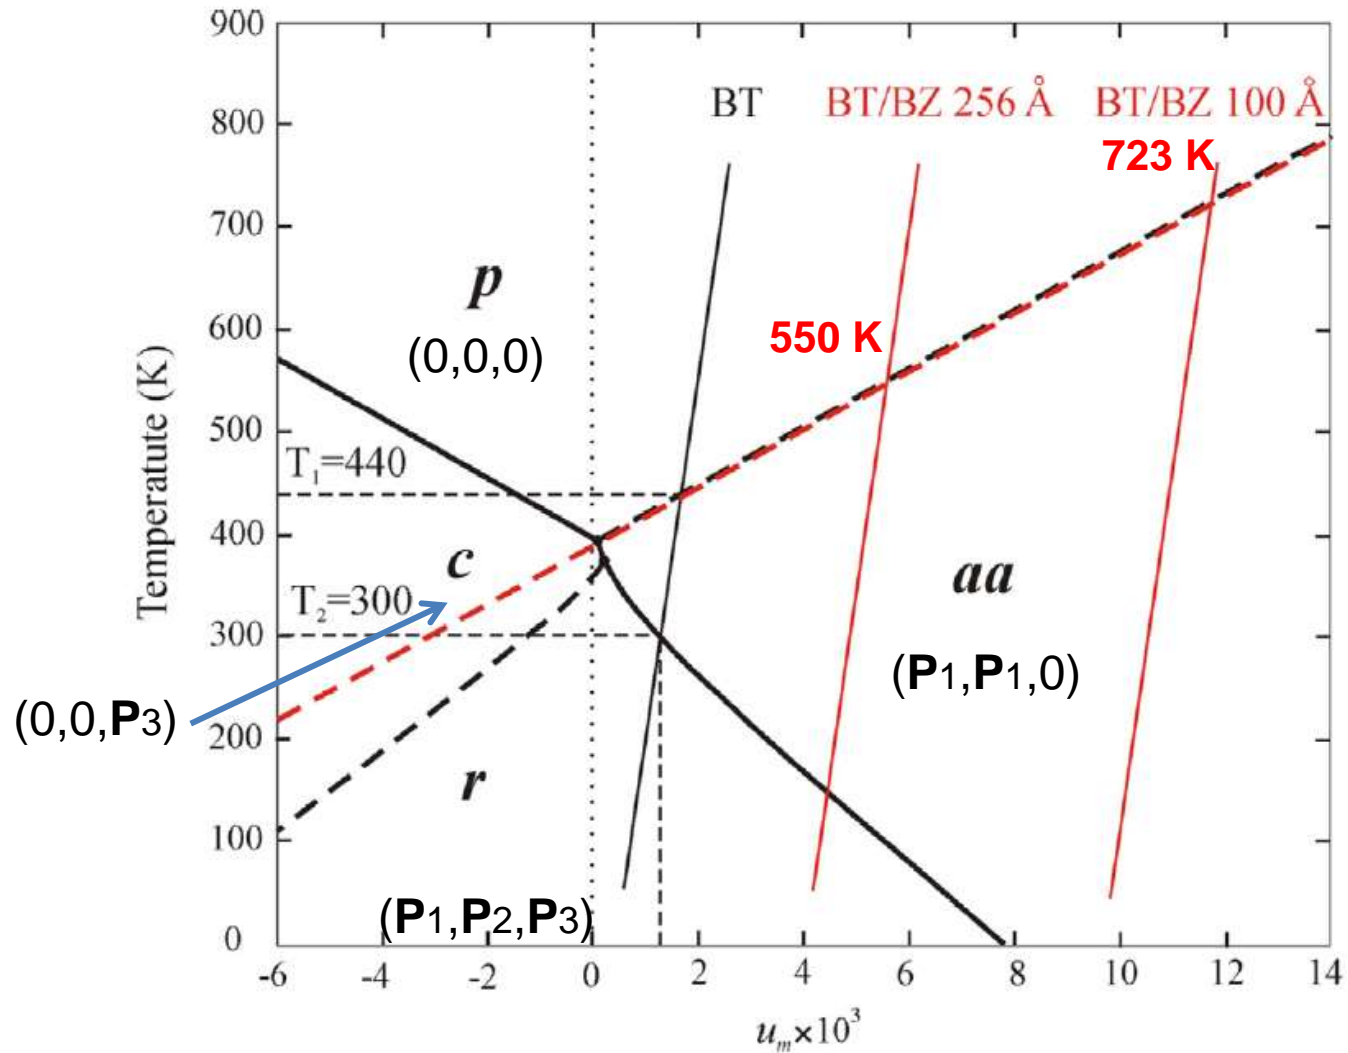 900
800
700
600
500
400
300
200
100
0
Temperatute (K)
BT
BT/BZ 256 Å
BT/BZ 100 Å
723 K
550 K
p
(0,0,0)
T₁=440
c
T₂=300
aa
(P1,P1,0)
(0,0,P3)
r
(P1,P2,P3)
-6 -4 -2 0 2 4 6 8 10 12 14
uₘ×10³